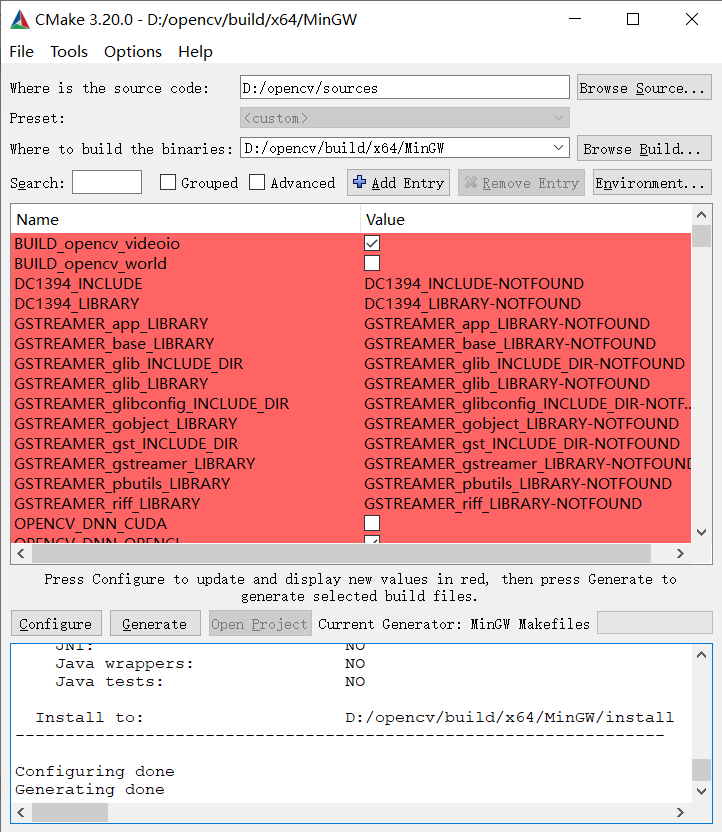 CMake 3.20.0 - D:/opencv/build/x64/MinGW
File Tools Options Help
Where is the source code: D:/opencv/sources Browse Source...
Preset: <custom>
Where to build the binaries: D:/opencv/build/x64/MinGW Browse Build...
Search: Grouped Advanced Add Entry Remove Entry Environment...
Name Value
BUILD_opencv_videoio
BUILD_opencv_world
DC1394_INCLUDE DC1394_INCLUDE-NOTFOUND
DC1394_LIBRARY DC1394_LIBRARY-NOTFOUND
GSTREAMER_app_LIBRARY GSTREAMER_app_LIBRARY-NOTFOUND
GSTREAMER_base_LIBRARY GSTREAMER_base_LIBRARY-NOTFOUND
GSTREAMER_glib_INCLUDE_DIR GSTREAMER_glib_INCLUDE_DIR-NOTFOUND
GSTREAMER_glib_LIBRARY GSTREAMER_glib_LIBRARY-NOTFOUND
GSTREAMER_glibconfig_INCLUDE_DIR GSTREAMER_glibconfig_INCLUDE_DIR-NOTF...
GSTREAMER_gobject_LIBRARY GSTREAMER_gobject_LIBRARY-NOTFOUND
GSTREAMER_gst_INCLUDE_DIR GSTREAMER_gst_INCLUDE_DIR-NOTFOUND
GSTREAMER_gstreamer_LIBRARY GSTREAMER_gstreamer_LIBRARY-NOTFOUND
GSTREAMER_pbutils_LIBRARY GSTREAMER_pbutils_LIBRARY-NOTFOUND
GSTREAMER_riff_LIBRARY GSTREAMER_riff_LIBRARY-NOTFOUND
OPENCV_DNN_CUDA
OPENCV_DNN_OPENCL
Press Configure to update and display new values in red, then press Generate to
generate selected build files.
Configure Generate Open Project Current Generator: MinGW Makefiles
JNI: NO
Java wrappers: NO
Java tests: NO
Install to: D:/opencv/build/x64/MinGW/install
-----------------------------------------------------------------
Configuring done
Generating done